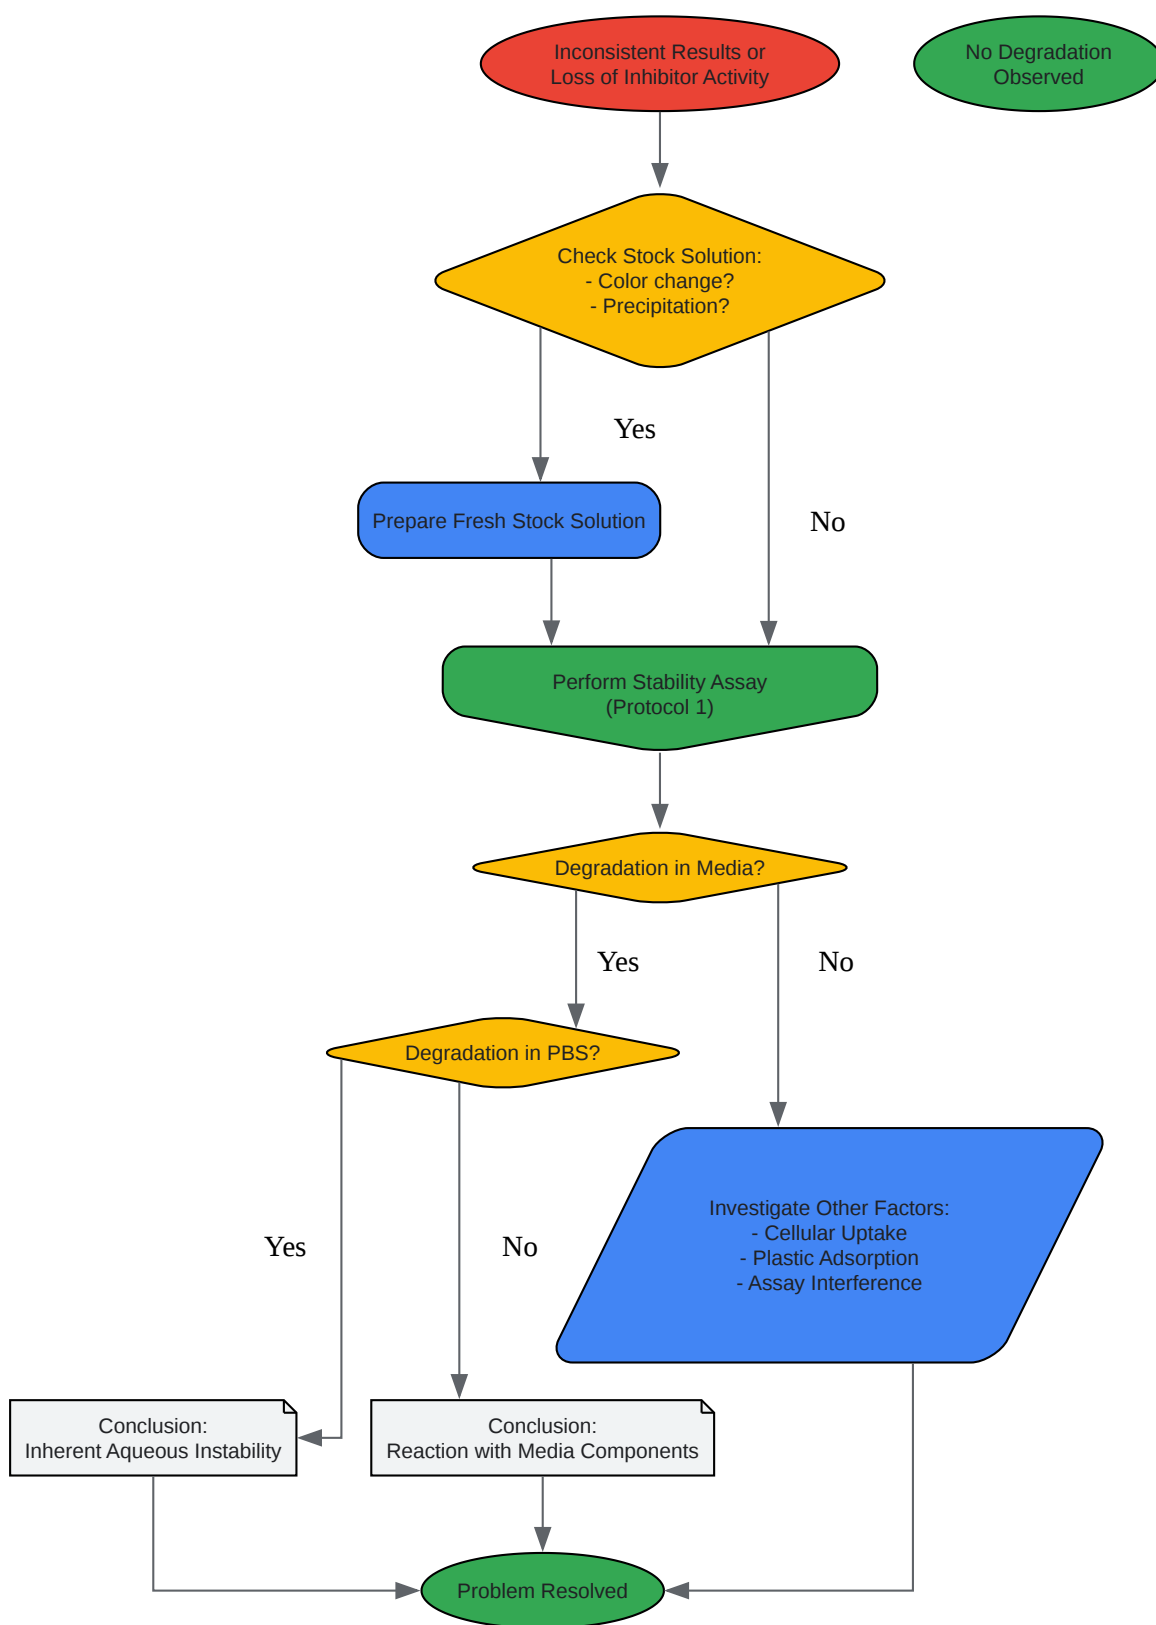 Inconsistent Results or
Loss of Inhibitor Activity
No Degradation
Observed
Check Stock Solution:
- Color change?
- Precipitation?
Yes
Prepare Fresh Stock Solution
No
Perform Stability Assay
(Protocol 1)
Degradation in Media?
Yes
No
Degradation in PBS?
Investigate Other Factors:
- Cellular Uptake
- Plastic Adsorption
- Assay Interference
Yes
No
Conclusion:
Inherent Aqueous Instability
Conclusion:
Reaction with Media Components
Problem Resolved